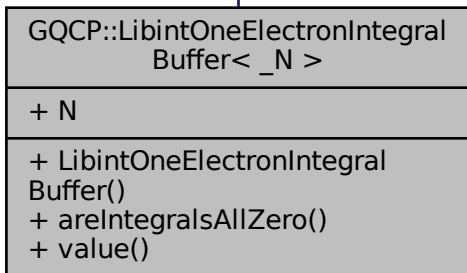 GQCP::LibintOneElectronIntegral
Buffer< _N >
+ N
+ LibintOneElectronIntegral
Buffer()
+ areIntegralsAllZero()
+ value()